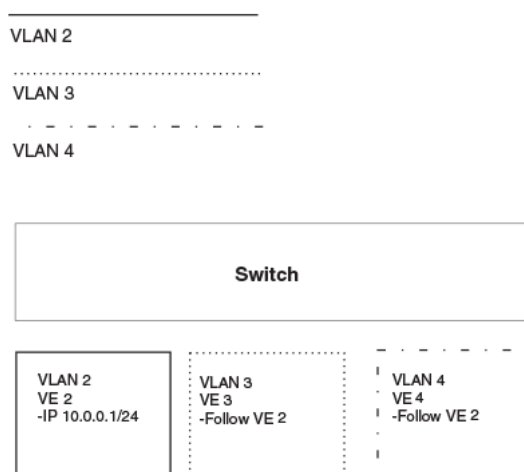 VLAN 2
VLAN 3
VLAN 4
Switch
VLAN 2
VE 2
-IP 10.0.0.1/24
VLAN 3
VE 3
-Follow VE 2
VLAN 4
VE 4
-Follow VE 2